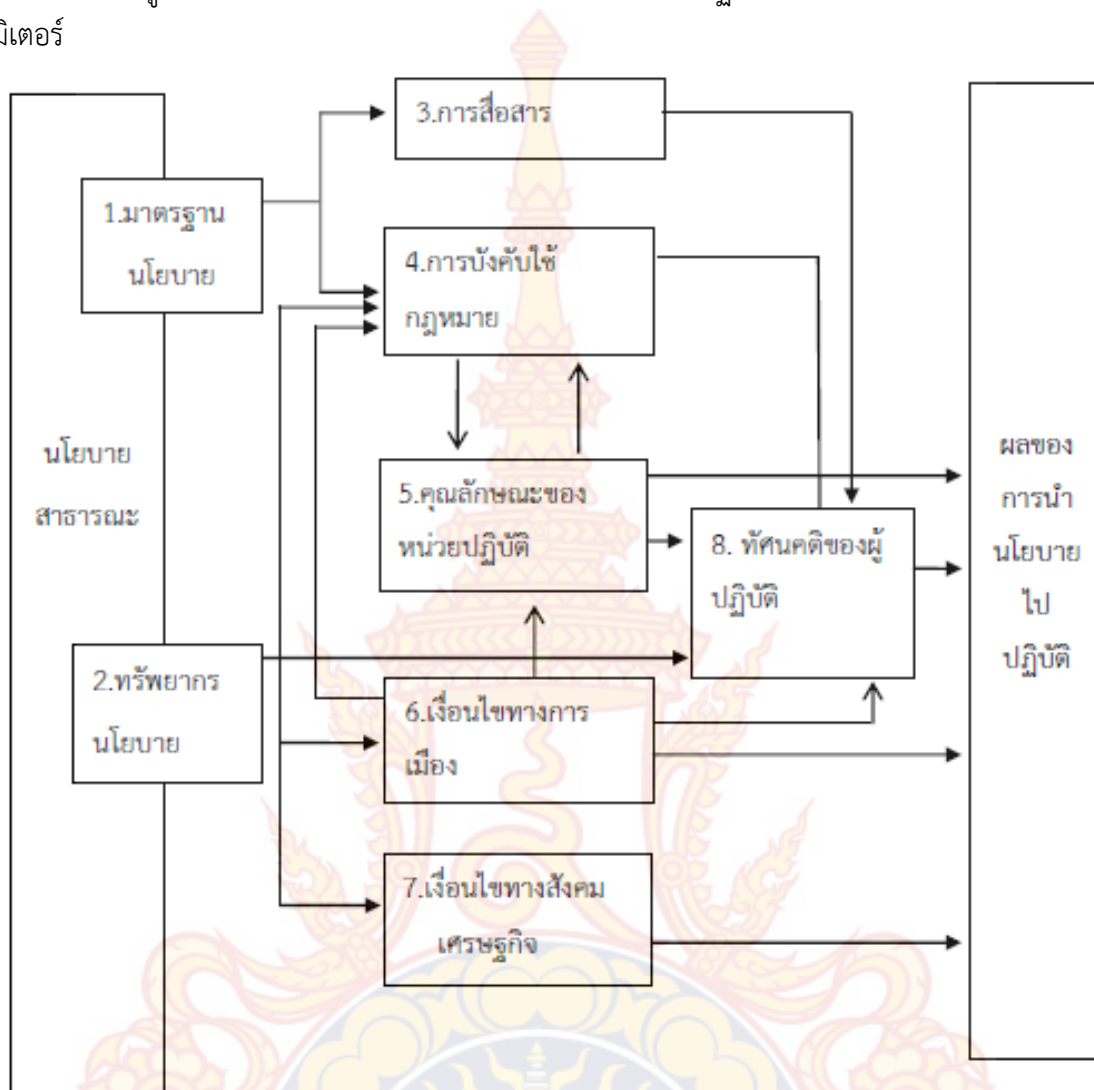 มิเตอร์
3.การสื่อสาร
1.มาตรฐาน
นโยบาย
4.การบังคับใช้
กฎหมาย
นโยบาย
สาธารณะ
5.คุณลักษณะของ
หน่วยปฏิบัติ
8. ทัศนคติของผู้
ปฏิบัติ
2.ทรัพยากร
นโยบาย
6.เงื่อนไขทางการ
เมือง
7.เงื่อนไขทางสังคม
เศรษฐกิจ
ผลของ
การนำ
นโยบาย
ไป
ปฏิบัติ